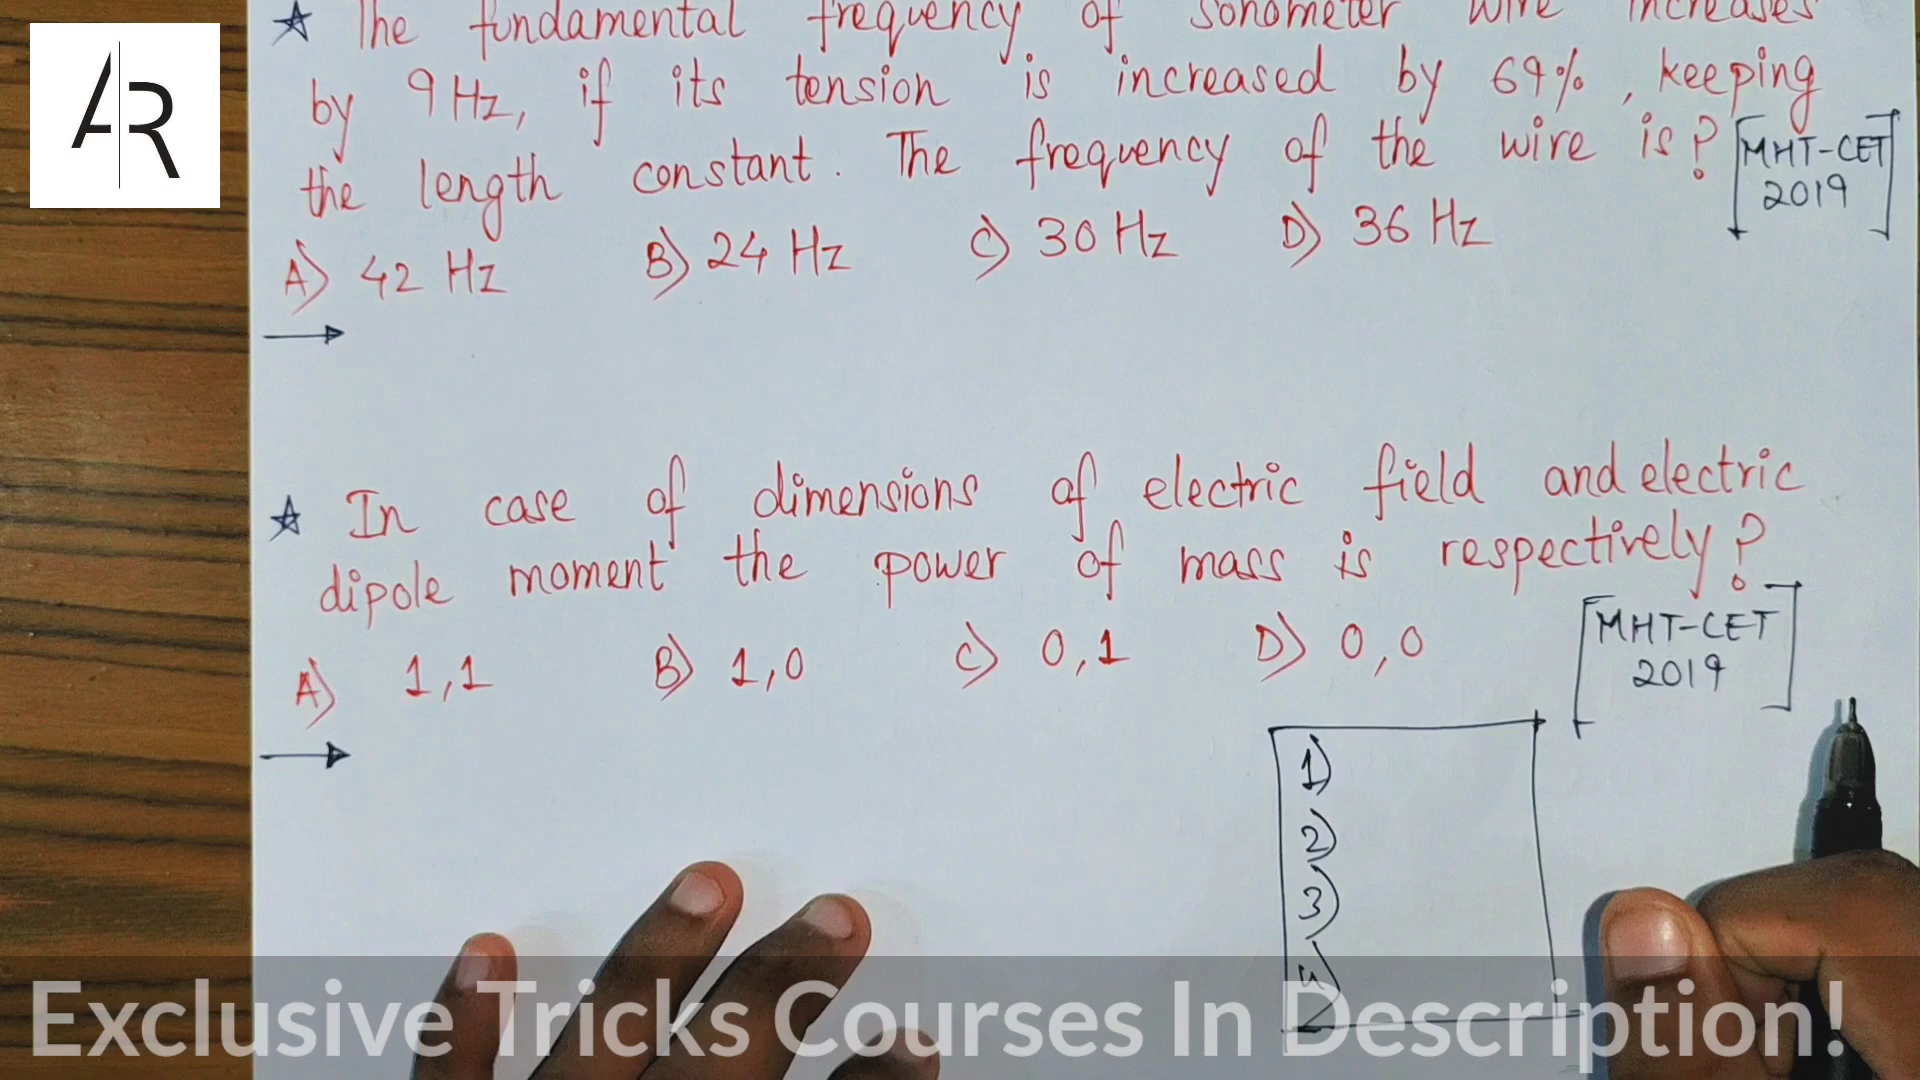 AR
The fundamental frequency of sonometer wire increases
by 9 Hz, if its tension is increased by 69%, keeping
the length constant. The frequency of the wire is?
[MHT-CET
2019]
A) 42 Hz B) 24 Hz C) 30 Hz D) 36 Hz
In case of dimensions of electric field and electric
dipole moment the power of mass is respectively?
[MHT-CET
2019]
A) 1,1 B) 1,0 C) 0,1 D) 0,0
1)
2)
3)
4)
Exclusive Tricks Courses In Description!